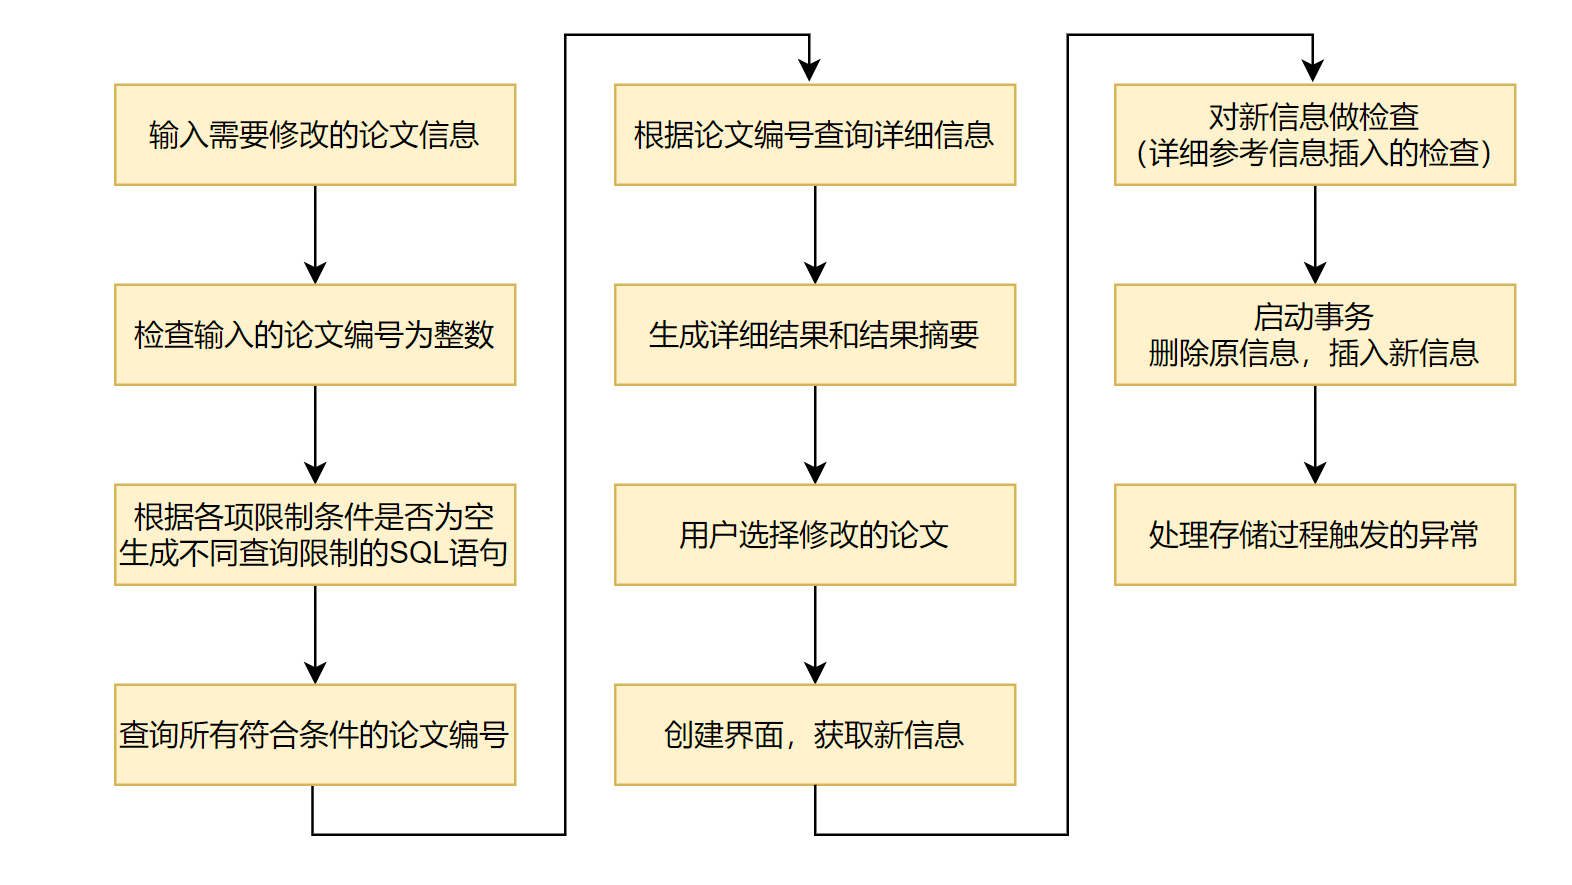 输入需要修改的论文信息
检查输入的论文编号为整数
根据各项限制条件是否为空
生成不同查询限制的SQL语句
查询所有符合条件的论文编号
根据论文编号查询详细信息
生成详细结果和结果摘要
用户选择修改的论文
创建界面，获取新信息
对新信息做检查
（详细参考信息插入的检查）
启动事务
删除原信息，插入新信息
处理存储过程触发的异常